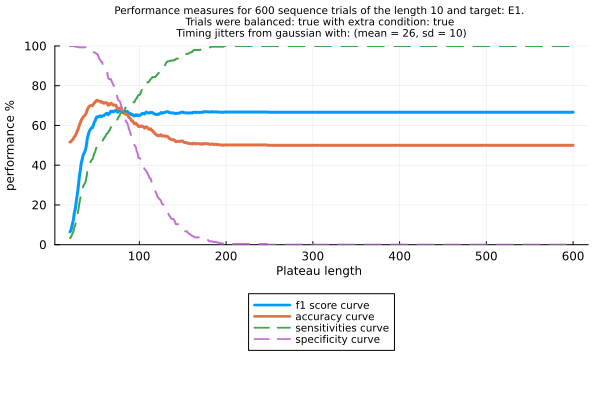 Performance measures for 600 sequence trials of the length 10 and target: E1.
Trials were balanced: true with extra condition: true
Timing jitters from gaussian with: (mean = 26, sd = 10)
performance %
100
80
60
40
20
0
100 200 300 400 500 600
Plateau length
f1 score curve
accuracy curve
sensitivities curve
specificity curve